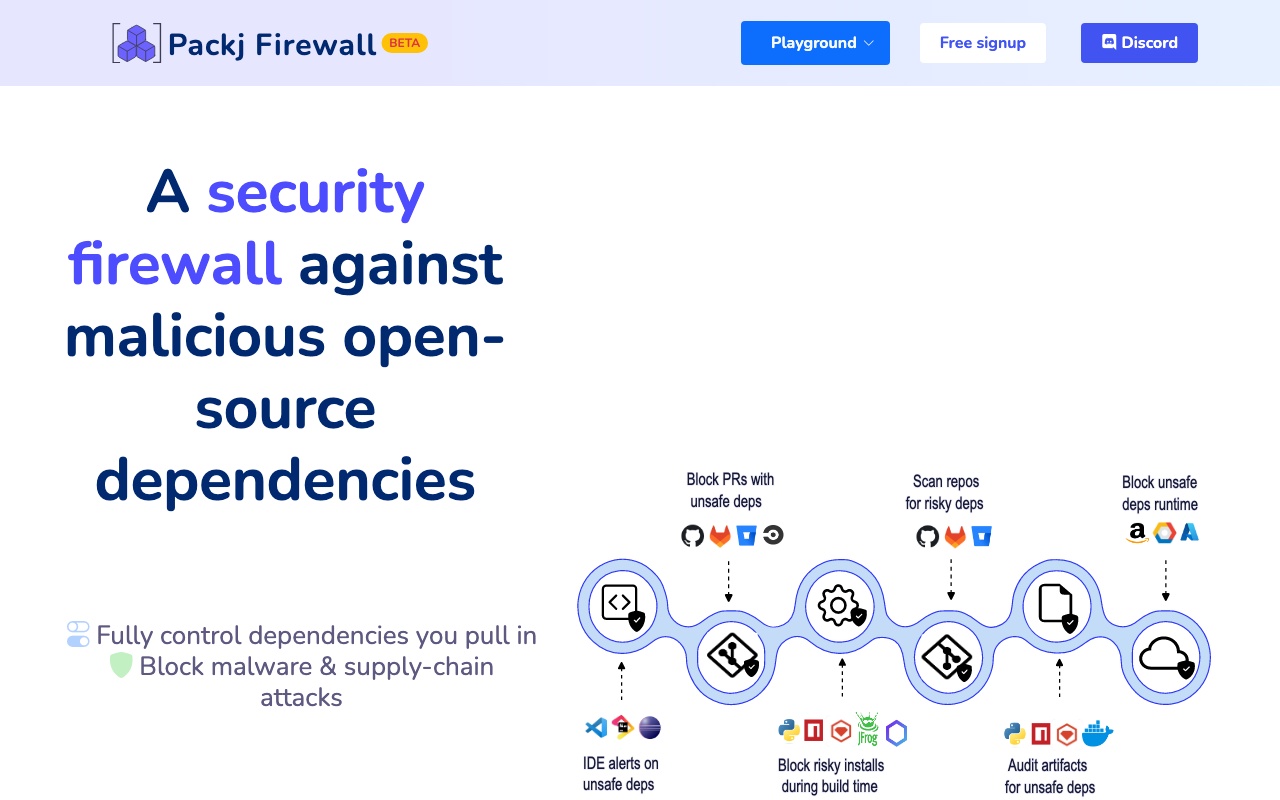 Packj Firewall BETA
Playground
Free signup
Discord
A security
firewall against
malicious open-
source
dependencies
Fully control dependencies you pull in
Block malware & supply-chain
attacks
Block PRs with
unsafe deps
Scan repos
for risky deps
Block unsafe
deps runtime
a
JFrog
IDE alerts on
unsafe deps
Block risky installs
during build time
Audit artifacts
for unsafe deps